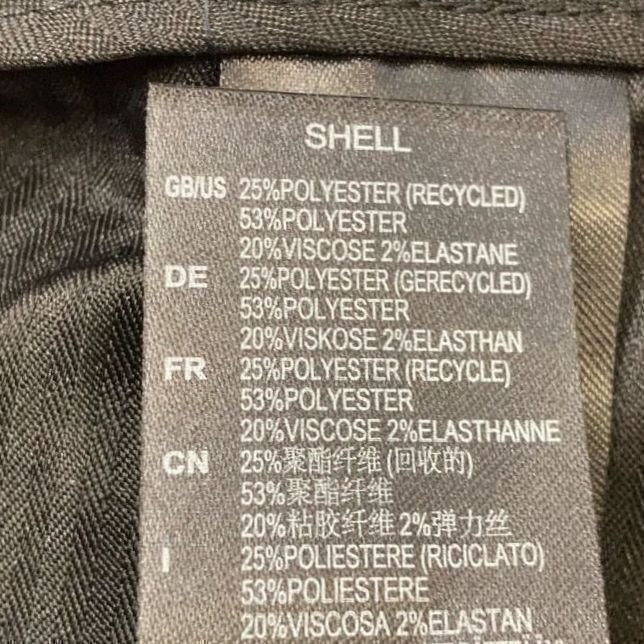 SHELL
GB/US 25%POLYESTER (RECYCLED)
53%POLYESTER
20%VISCOSE 2%ELASTANE
DE 25%POLYESTER (GERECYCLED)
53%POLYESTER
20%VISKOSE 2%ELASTHAN
FR 25%POLYESTER (RECYCLE)
53%POLYESTER
20%VISCOSE 2%ELASTHANNE
CN 25%聚酯纤维 (回收的)
53%聚酯纤维
20%粘胶纤维 2%弹力丝
I 25%POLIESTERE (RICICLATO)
53%POLIESTERE
20%VISCOSA 2%ELASTAN